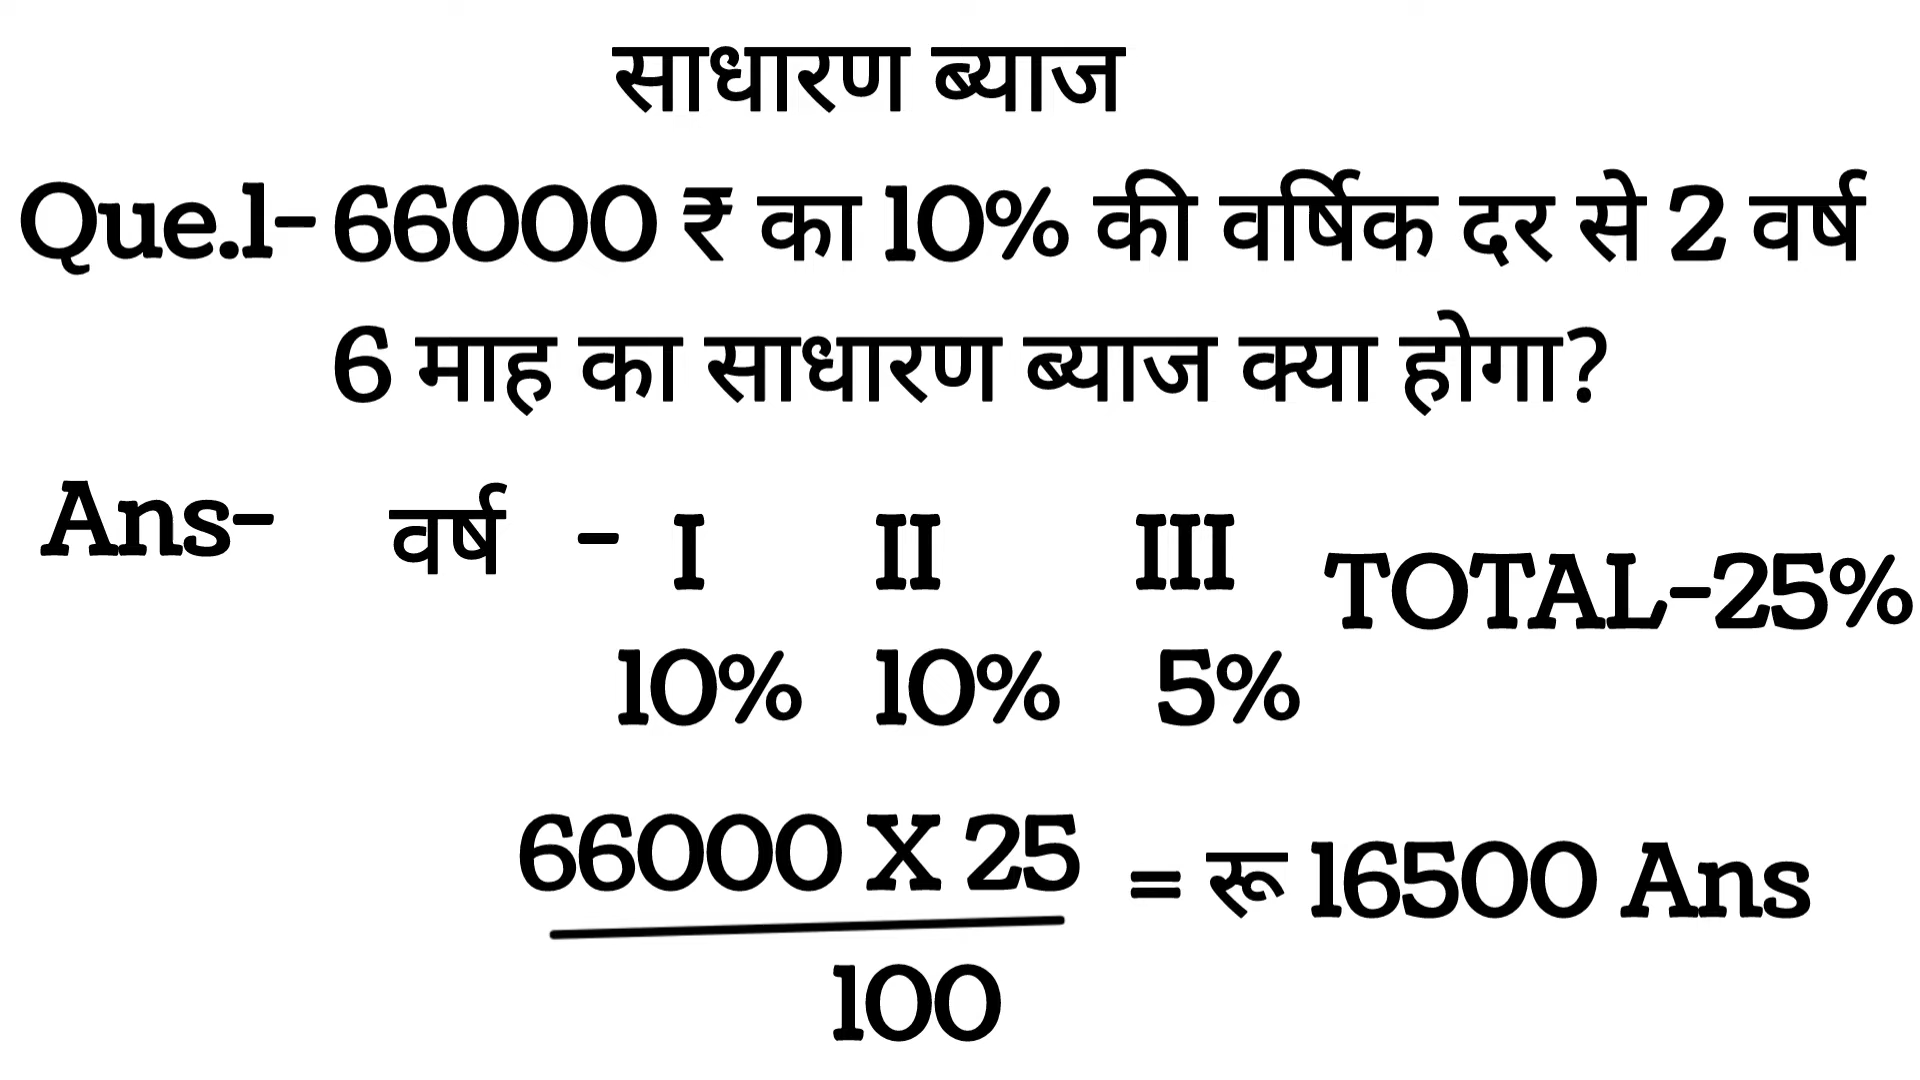 साधारण ब्याज
Que.1- 66000 ₹ का 10% की वर्षिक दर से 2 वर्ष
6 माह का साधारण ब्याज क्या होगा?
Ans- वर्ष - I II III TOTAL-25%
10% 10% 5%
66000 X 25 = रू 16500 Ans
100